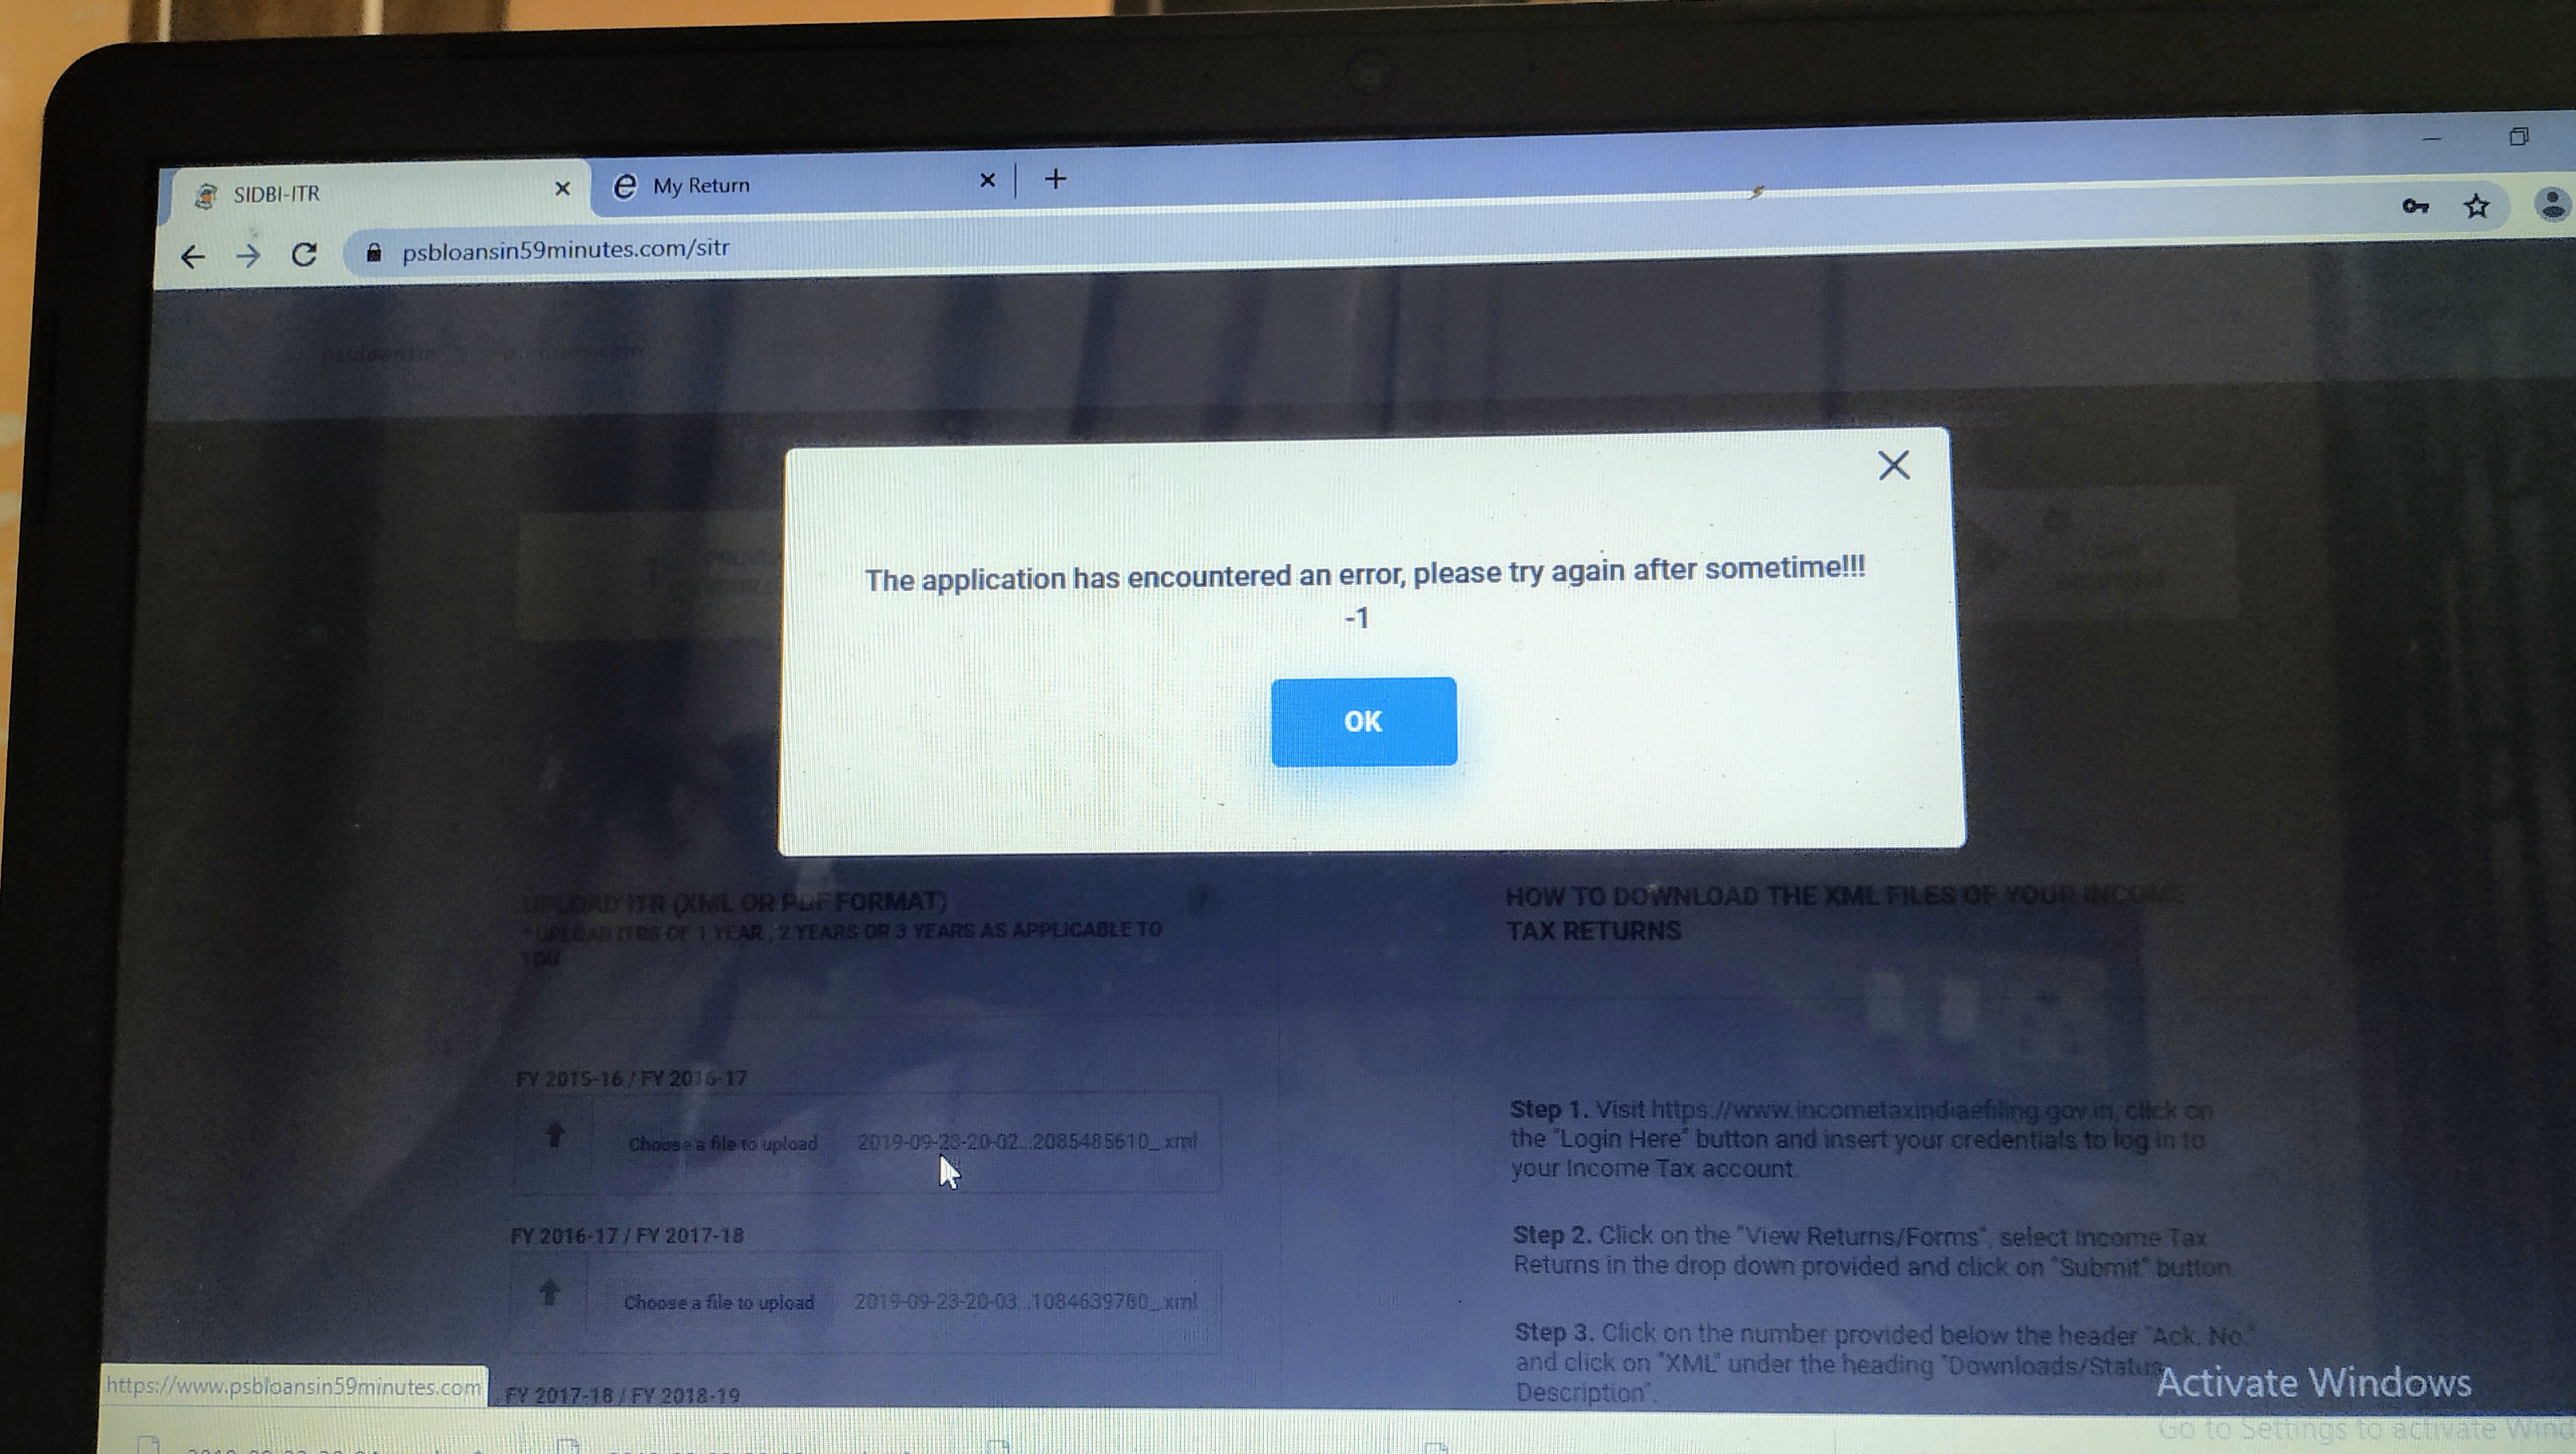 SIDBI-ITR
My Return
psbloansin59minutes.com/sitr
The application has encountered an error, please try again after sometime!!!
-1
OK
UPLOAD ITR (XML OR PDF FORMAT)
* UPLOAD ITRS OF 1 YEAR , 2 YEARS OR 3 YEARS AS APPLICABLE TO
YOU
FY 2015-16 / FY 2016-17
Choose a file to upload 2019-09-23-20-02...2085485610_.xml
FY 2016-17 / FY 2017-18
Choose a file to upload 2019-09-23-20-03...1084639780_.xml
FY 2017-18 / FY 2018-19
HOW TO DOWNLOAD THE XML FILES OF YOUR INCOME
TAX RETURNS
Step 1. Visit https://www.incometaxindiaefiling.gov.in, click on
the "Login Here" button and insert your credentials to log in to
your Income Tax account.
Step 2. Click on the "View Returns/Forms", select Income Tax
Returns in the drop down provided and click on "Submit" button.
Step 3. Click on the number provided below the header "Ack. No."
and click on "XML" under the heading "Downloads/Status
Description".
https://www.psbloansin59minutes.com
Activate Windows
Go to Settings to activate